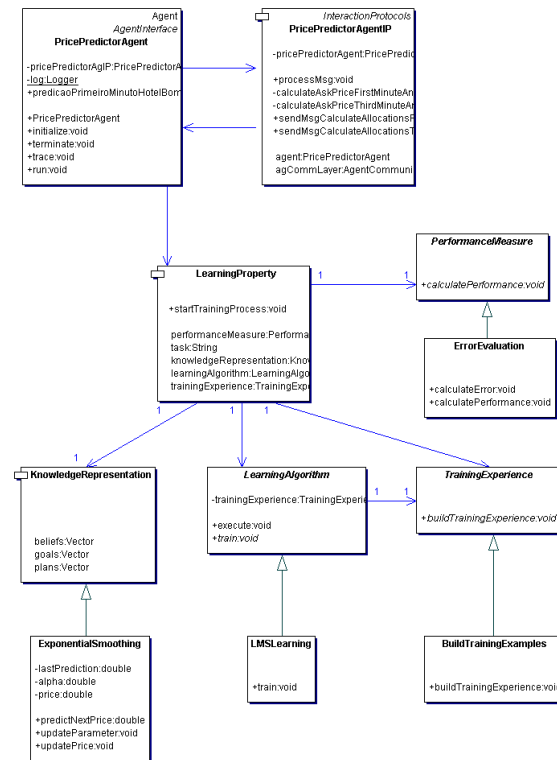 Agent
AgentInterface
PricePredictorAgent
-pricePredictorAgIP:PricePredictorA
-log:Logger
+predicaoPrimeiroMinutoHotelBom
+PricePredictorAgent
+initialize:void
+terminate:void
+trace:void
+run:void
InteractionProtocols
PricePredictorAgentIP
-pricePredictorAgent:PricePredic
+processMsg:void
-calculateAskPriceFirstMinuteAn
-calculateAskPriceThirdMinuteAn
+sendMsgCalculateAllocationsF
+sendMsgCalculateAllocationsT
agent:PricePredictorAgent
agCommLayer:AgentCommuni
LearningProperty
+startTrainingProcess:void
performanceMeasure:Performa
task:String
knowledgeRepresentation:Know
learningAlgorithm:LearningAlgo
trainingExperience:TrainingExpe
1
1
PerformanceMeasure
+calculatePerformance:void
ErrorEvaluation
+calculateError:void
+calculatePerformance:void
1
1
1
1
1
1
KnowledgeRepresentation
beliefs:Vector
goals:Vector
plans:Vector
LearningAlgorithm
-trainingExperience:TrainingExperie
+execute:void
+train:void
1
1
TrainingExperience
+buildTrainingExperience:void
ExponentialSmoothing
-lastPrediction:double
-alpha:double
-price:double
+predictNextPrice:double
+updateParameter:void
+updatePrice:void
LMSLearning
+train:void
BuildTrainingExamples
+buildTrainingExperience:void